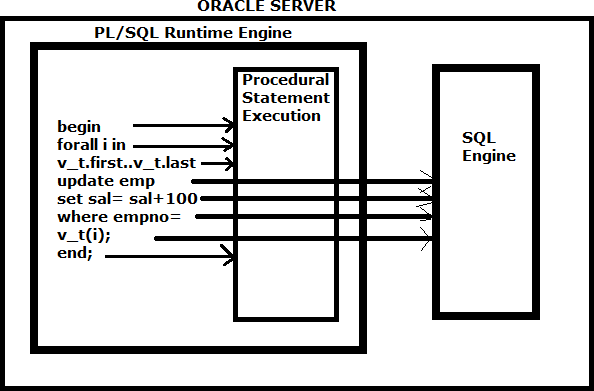 ORACLE SERVER
PL/SQL Runtime Engine
Procedural
Statement
Execution
begin
forall i in
v_t.first..v_t.last
update emp
set sal= sal+100
where empno=
v_t(i);
end;
SQL
Engine